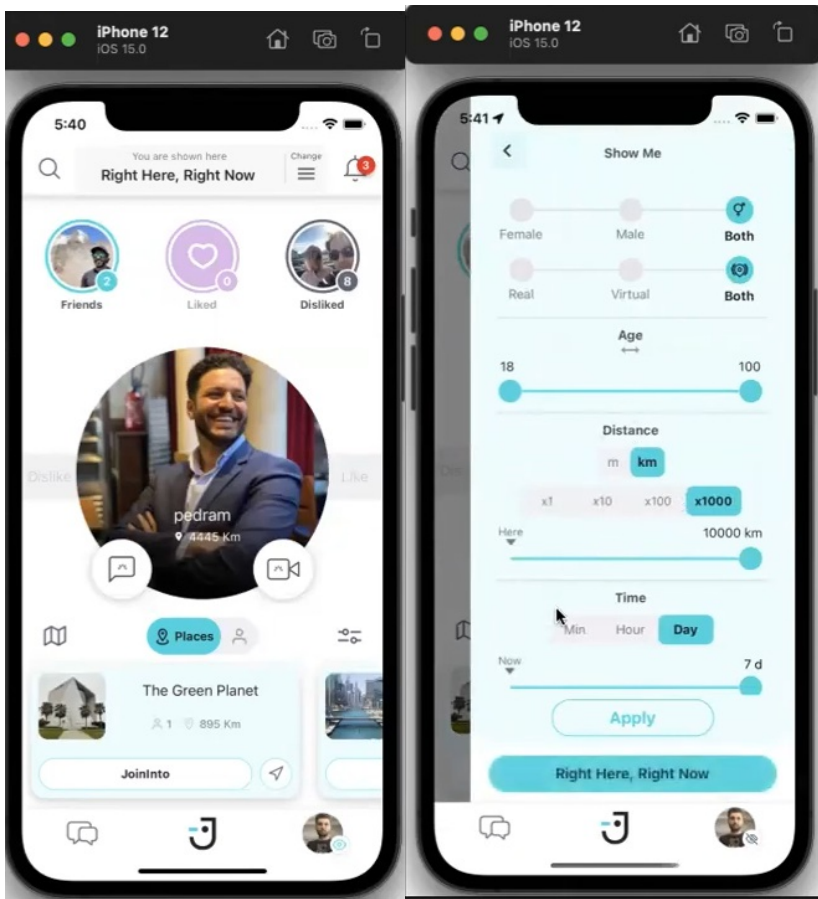 iPhone 12
iOS 15.0
5:40
You are shown here
Right Here, Right Now
Change
3
2
0
8
Friends
Liked
Disliked
Dislike
Like
pedram
4445 Km
Places
The Green Planet
1
895 Km
JoinInto
iPhone 12
iOS 15.0
5:41
Show Me
Female
Male
Both
Real
Virtual
Both
Age
18
100
Distance
m
km
x1
x10
x100
x1000
Here
10000 km
Time
Min
Hour
Day
Now
7 d
Apply
Right Here, Right Now